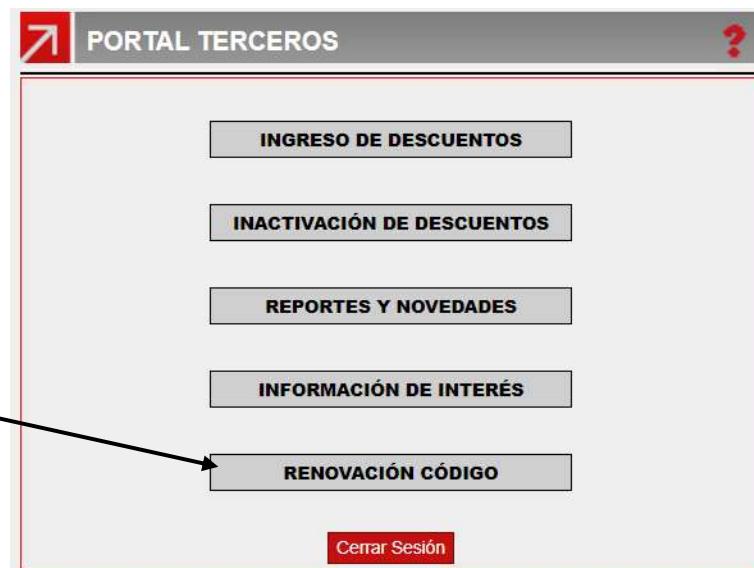 PORTAL TERCEROS
?
INGRESO DE DESCUENTOS
INACTIVACIÓN DE DESCUENTOS
REPORTES Y NOVEDADES
INFORMACIÓN DE INTERÉS
RENOVACIÓN CÓDIGO
Cerrar Sesión